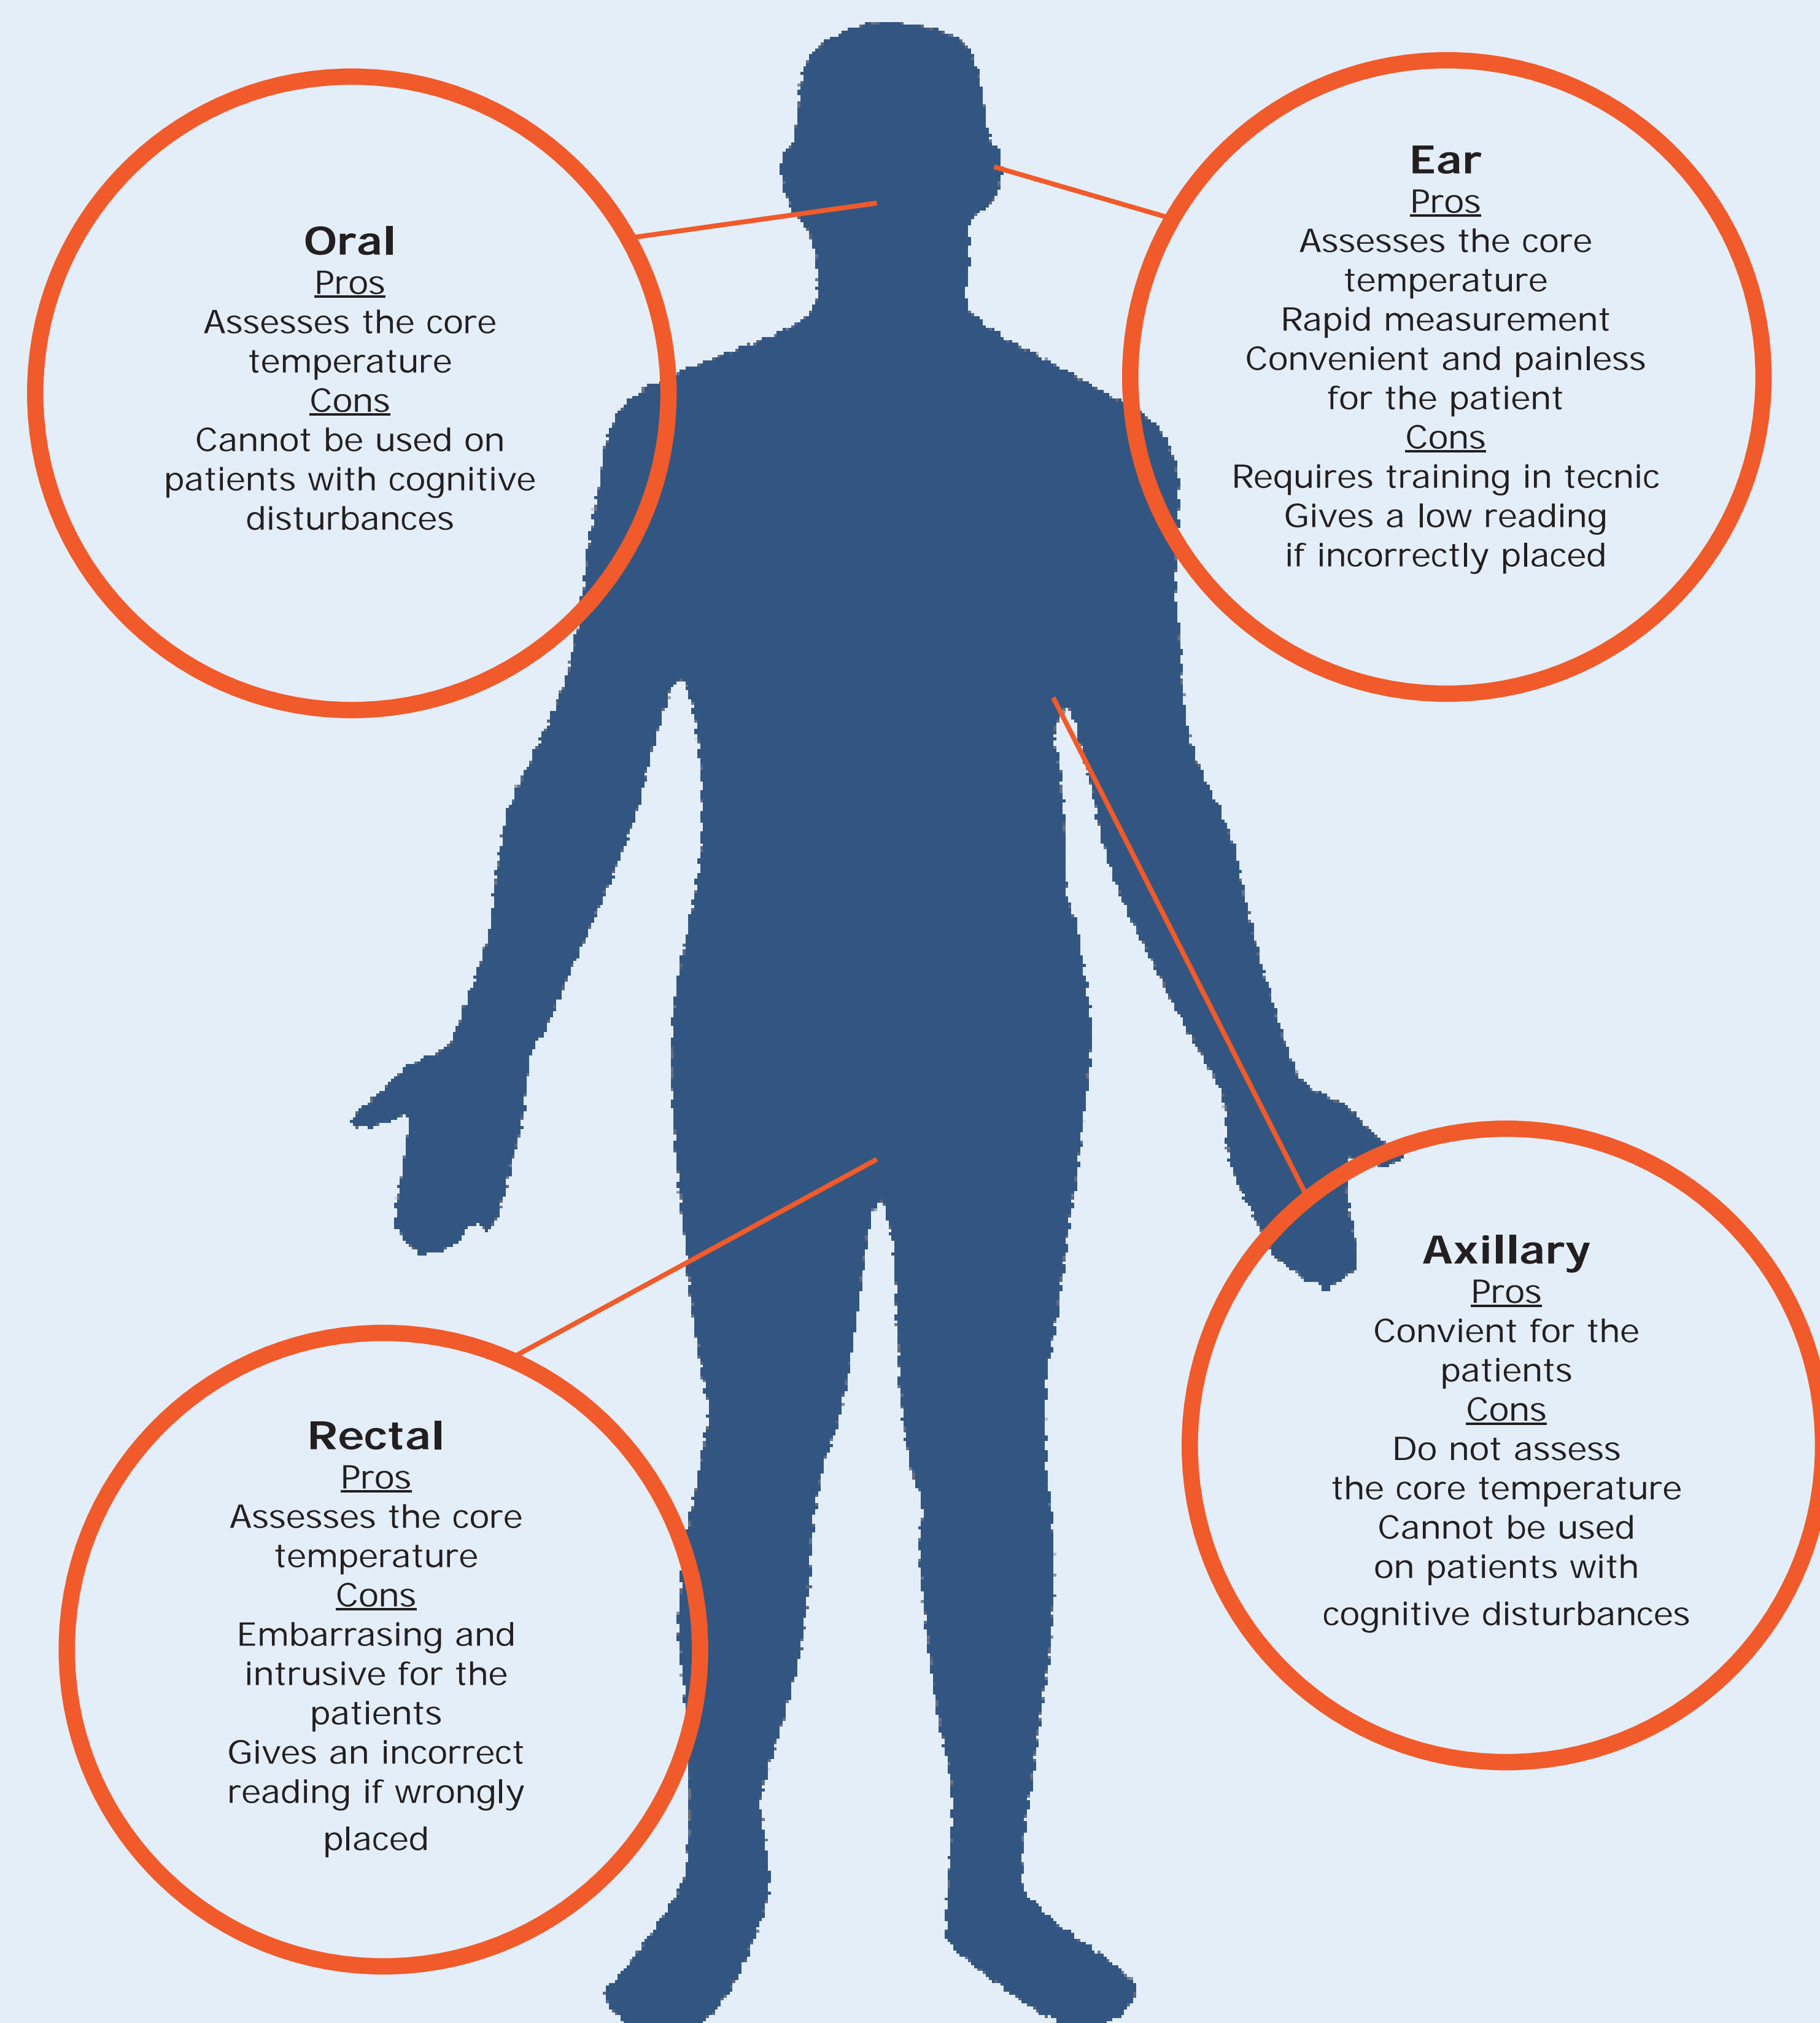 Oral
Pros
Assesses the core
temperature
Cons
Cannot be used on
patients with cognitive
disturbances
Ear
Pros
Assesses the core
temperature
Rapid measurement
Convenient and painless
for the patient
Cons
Requires training in tecnic
Gives a low reading
if incorrectly placed
Rectal
Pros
Assesses the core
temperature
Cons
Embarrasing and
intrusive for the
patients
Gives an incorrect
reading if wrongly
placed
Axillary
Pros
Convient for the
patients
Cons
Do not assess
the core temperature
Cannot be used
on patients with
cognitive disturbances